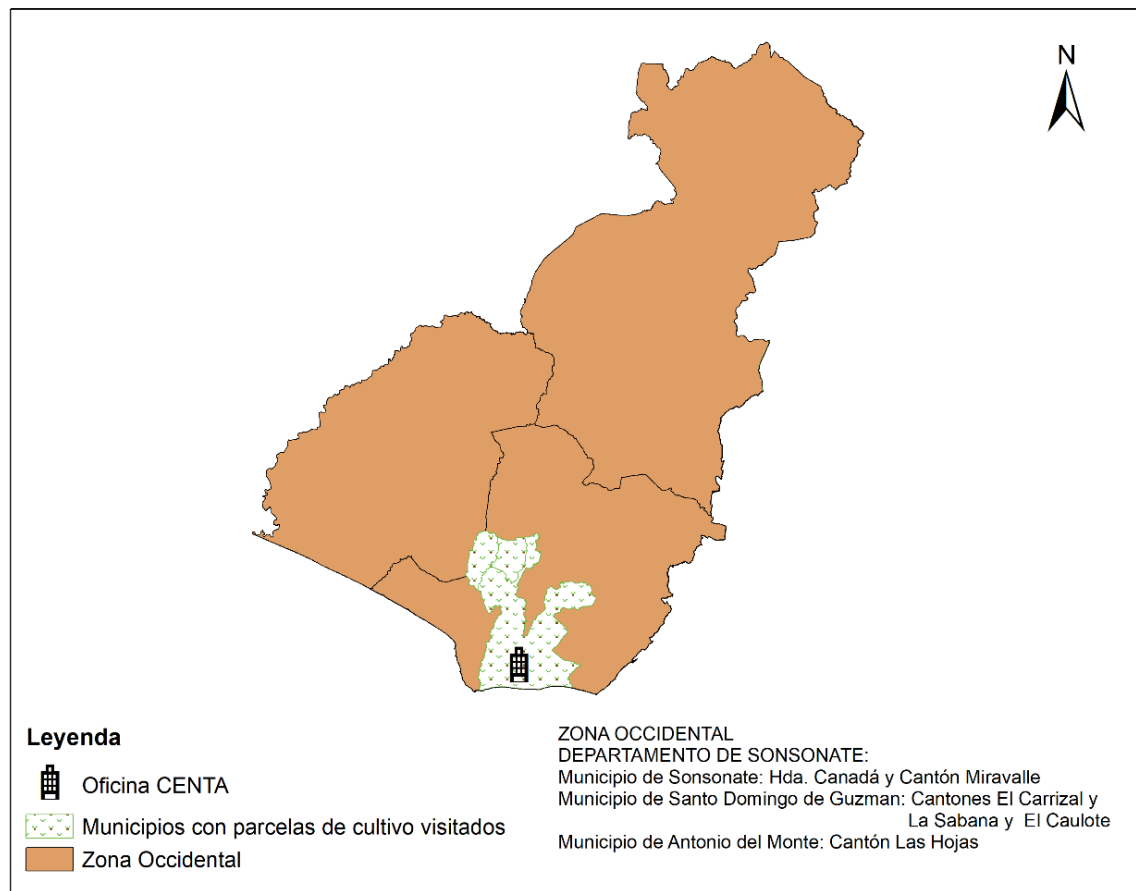 N
Leyenda
Oficina CENTA
Municipios con parcelas de cultivo visitados
Zona Occidental
ZONA OCCIDENTAL
DEPARTAMENTO DE SONSONATE:
Municipio de Sonsonate: Hda. Canadá y Cantón Miravalle
Municipio de Santo Domingo de Guzman: Cantones El Carrizal y
La Sabana y El Caulote
Municipio de Antonio del Monte: Cantón Las Hojas